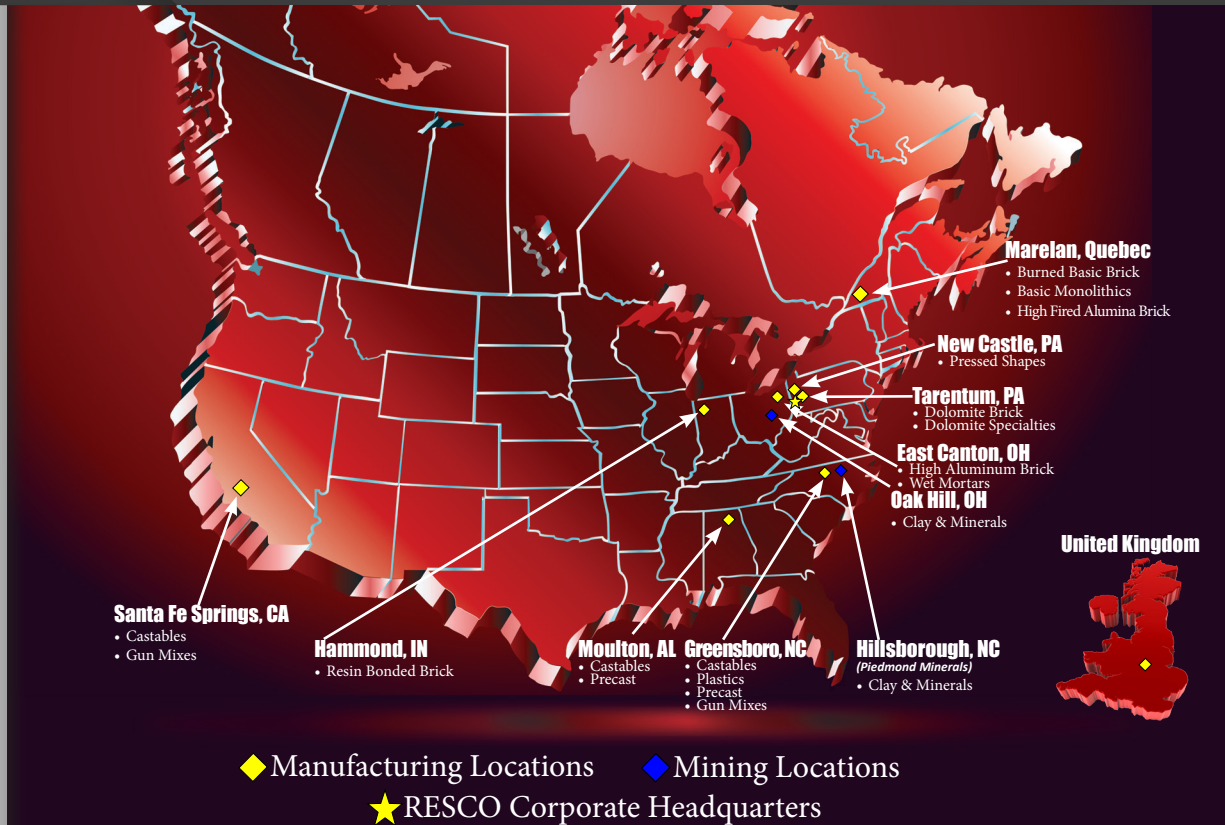 Marelan, Quebec
• Burned Basic Brick
• Basic Monolithics
• High Fired Alumina Brick
New Castle, PA
• Pressed Shapes
Tarentum, PA
• Dolomite Brick
• Dolomite Specialties
East Canton, OH
• High Aluminum Brick
• Wet Mortars
Oak Hill, OH
• Clay & Minerals
United Kingdom
Santa Fe Springs, CA
• Castables
• Gun Mixes
Hammond, IN
• Resin Bonded Brick
Moulton, AL
• Castables
• Precast
Greensboro, NC
• Castables
• Plastics
• Precast
• Gun Mixes
Hillsborough, NC
(Piedmond Minerals)
• Clay & Minerals
Manufacturing Locations
Mining Locations
RESCO Corporate Headquarters